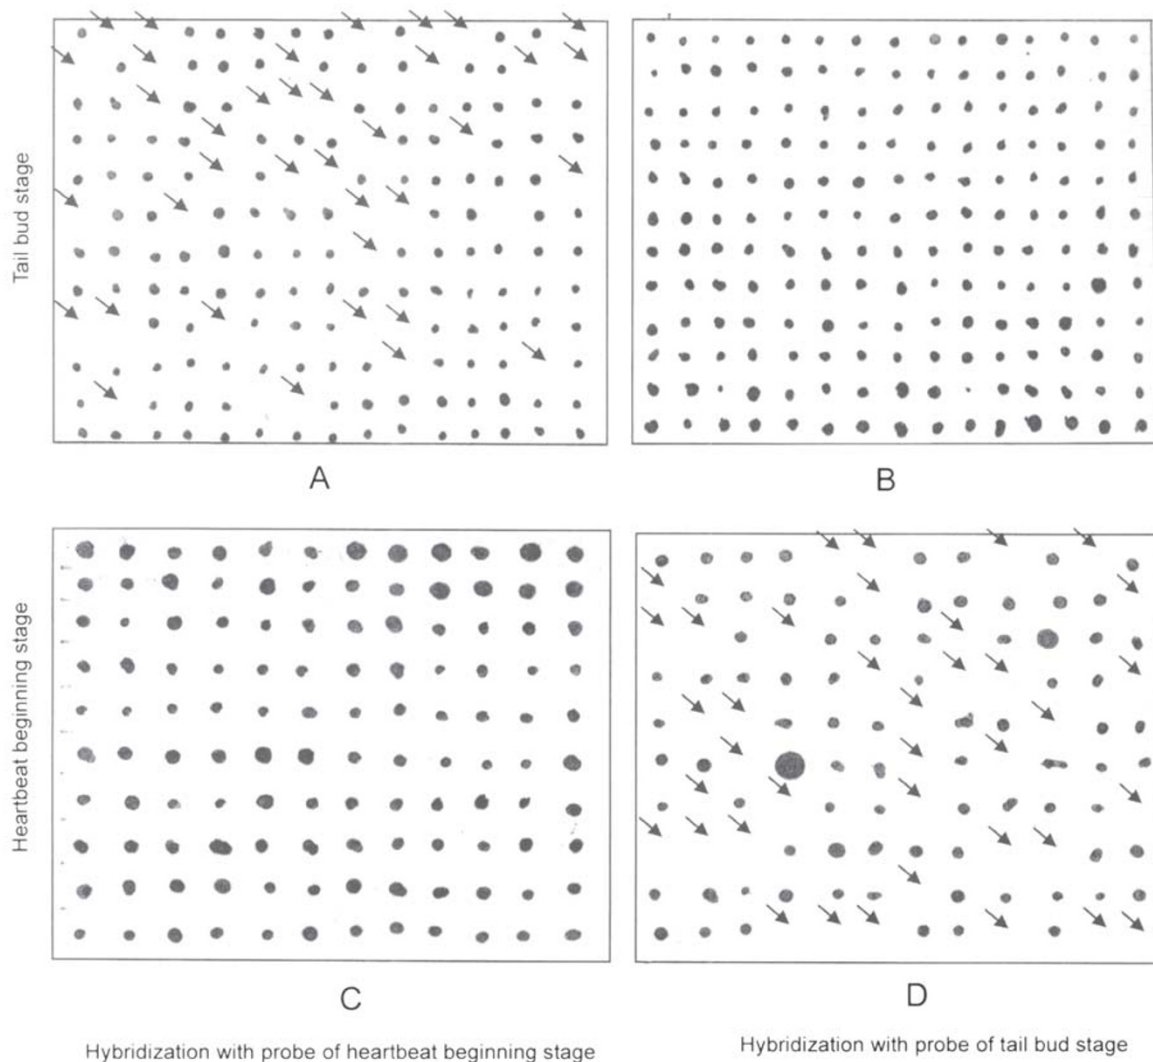 Tail bud stage
A
B
Heartbeat beginning stage
C
D
Hybridization with probe of heartbeat beginning stage
Hybridization with probe of tail bud stage